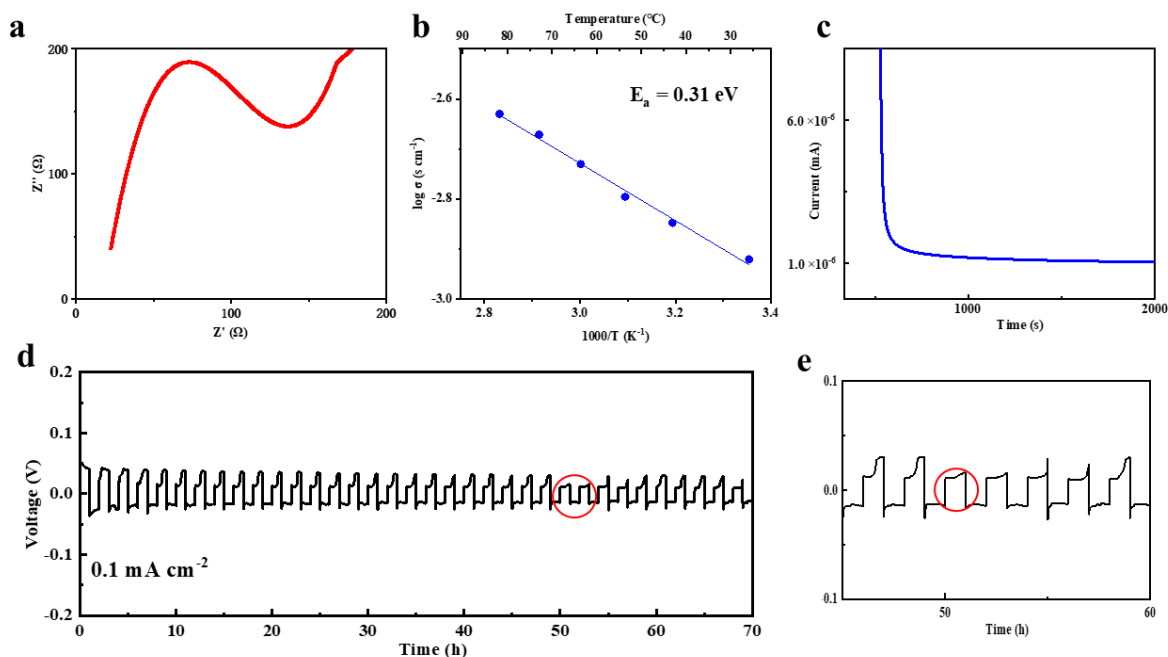 a
200
100
0
Z'' (Ω)
0
50
100
150
200
Z' (Ω)
b
Temperature (°C)
90
80
70
60
50
40
30
20
E_a = 0.31 eV
-2.6
-2.8
-3.0
log σ (s cm⁻¹)
2.8
3.0
3.2
3.4
1000/T (K⁻¹)
c
6.0 ×10⁻⁶
1.0 ×10⁻⁶
Current (mA)
1000
2000
Time (s)
d
0.2
0.1
0.0
-0.1
-0.2
Voltage (V)
0.1 mA cm⁻²
0
10
20
30
40
50
60
70
Time (h)
e
0.1
0.0
-0.1
50
60
Time (h)